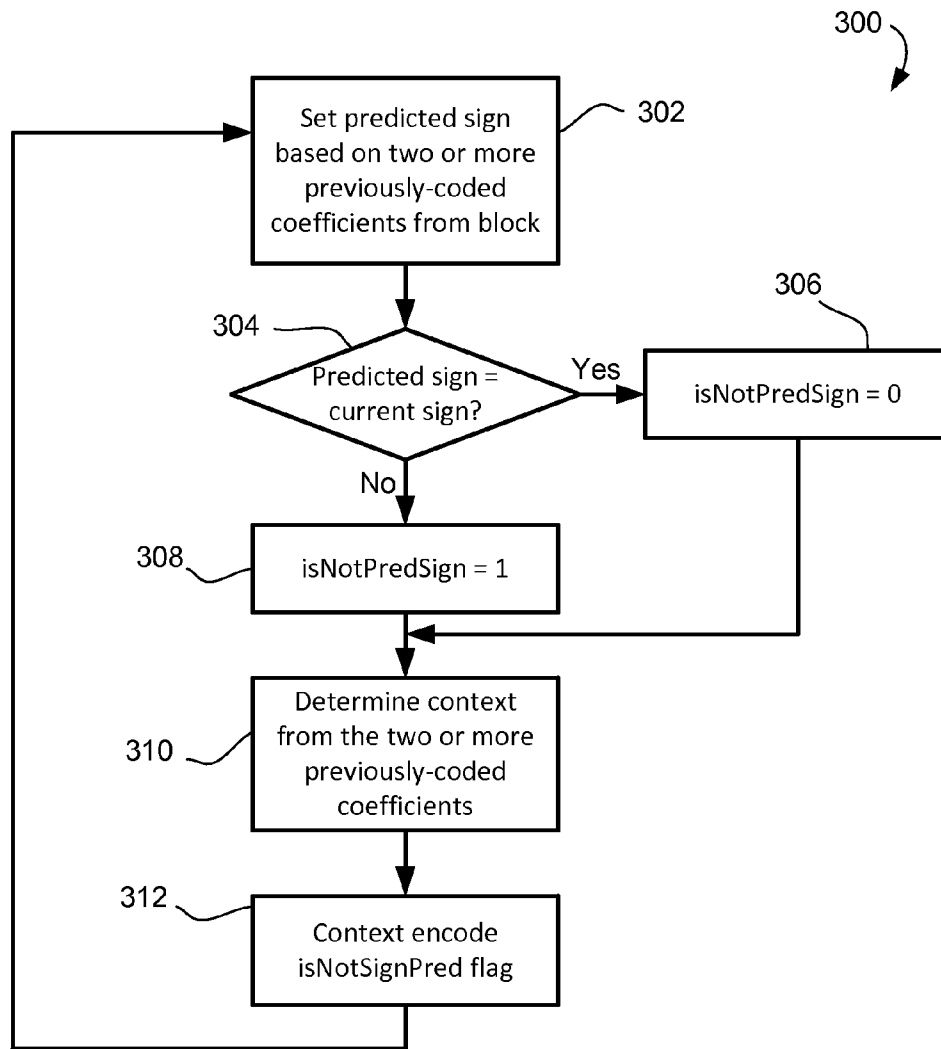 300
Set predicted sign
based on two or more
previously-coded
coefficients from block
302
304
Predicted sign =
current sign?
Yes
306
isNotPredSign = 0
No
308
isNotPredSign = 1
310
Determine context
from the two or more
previously-coded
coefficients
312
Context encode
isNotSignPred flag